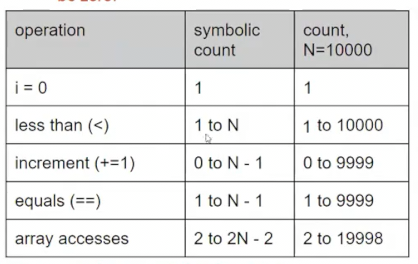 operation symbolic count count, N=10000
i = 0 1 1
less than (<) 1 to N 1 to 10000
increment (+=1) 0 to N - 1 0 to 9999
equals (==) 1 to N - 1 1 to 9999
array accesses 2 to 2N - 2 2 to 19998